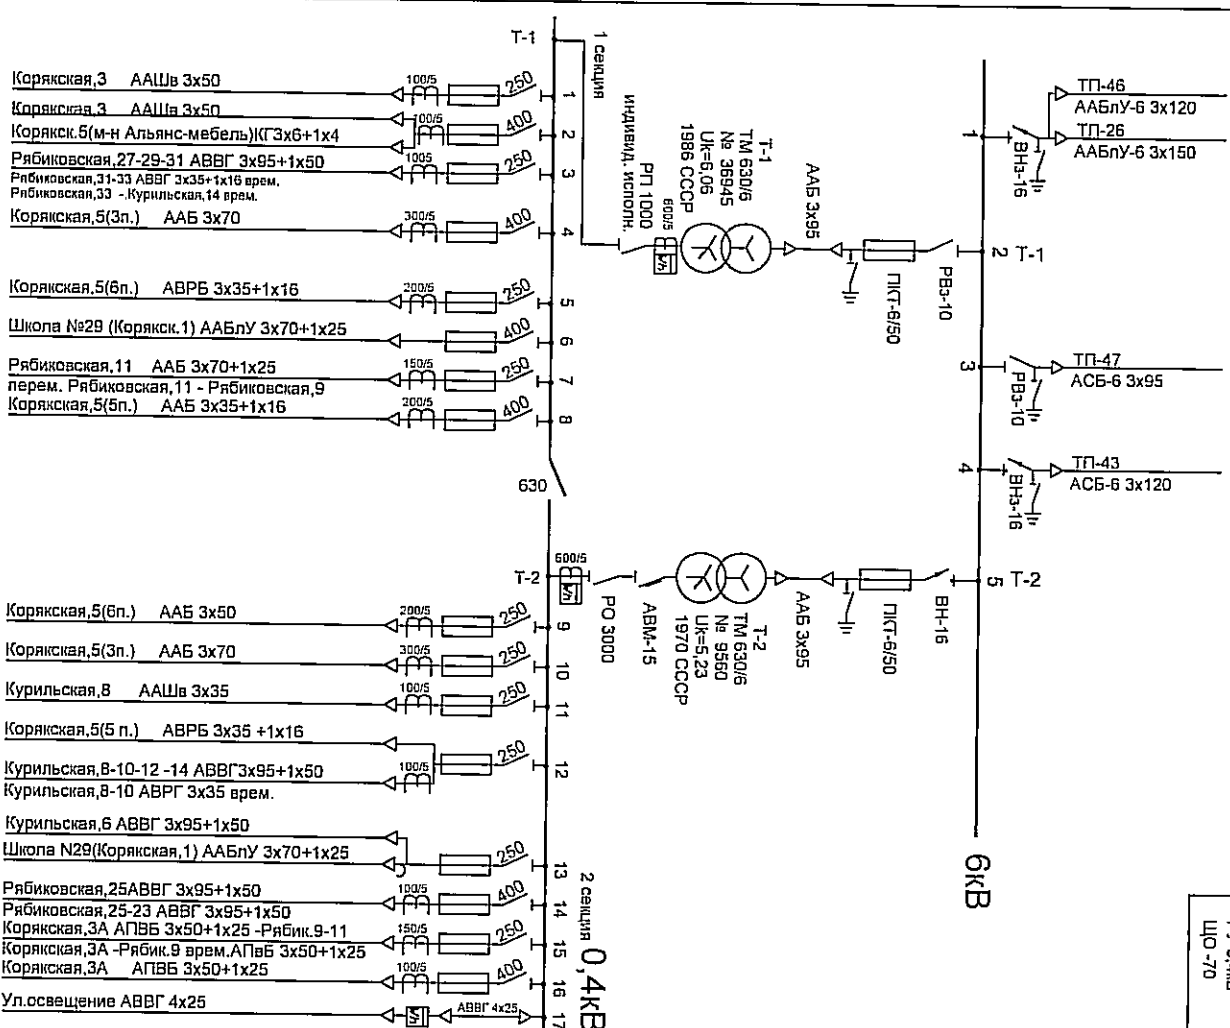 Т-1
1 секция
Корякская,3 ААШв 3х50
100/5
250
1
Корякская,3 ААШв 3х50
100/5
400
2
Корякск.5(м-н Альянс-мебель)КГ3х6+1х4
Рябиковская,27-29-31 АВВГ 3х95+1х50
1005
250
3
Рябиковская,31-33 АВВГ 3х35+1х16 врем.
Рябиковская,33 -.Курильская,14 врем.
Корякская,5(3п.) ААБ 3х70
300/5
400
4
Корякская,5(6п.) АВРБ 3х35+1х16
200/5
250
5
Школа №29 (Корякск.1) ААБлУ 3х70+1х25
400
6
Рябиковская,11 ААБ 3х70+1х25
150/5
250
7
перем. Рябиковская,11 - Рябиковская,9
Корякская,5(5п.) ААБ 3х35+1х16
200/5
400
8
630
Т-2
Корякская,5(6п.) ААБ 3х50
200/5
250
9
Корякская,5(3п.) ААБ 3х70
300/5
250
10
Курильская,8 ААШв 3х35
100/5
250
11
Корякская,5(5 п.) АВРБ 3х35 +1х16
250
12
Курильская,8-10-12 -14 АВВГ3х95+1х50
100/5
Курильская,8-10 АВРГ 3х35 врем.
Курильская,6 АВВГ 3х95+1х50
Школа N29(Корякская,1) ААБлУ 3х70+1х25
250
13
Рябиковская,25АВВГ 3х95+1х50
100/5
400
14
Рябиковская,25-23 АВВГ 3х95+1х50
Корякская,3А АПВБ 3х50+1х25 -Рябик.9-11
150/5
250
15
Корякская,3А -Рябик.9 врем.АПвБ 3х50+1х25
Корякская,3А АПВБ 3х50+1х25
100/5
400
16
Ул.освещение АВВГ 4х25
АВВГ 4х25
17
2 секция 0,4кВ
РП 1000
индивид. исполн.
600/5
Т-1
ТМ 630/6
№ 36945
Uк=6,06
1986 СССР
ААБ 3х95
ПКТ-6/50
РВз-10
2 Т-1
600/5
РО 3000
АВМ-15
Т-2
ТМ 630/6
№ 9560
Uк=5,23
1970 СССР
ААБ 3х95
ПКТ-6/50
ВН-16
5 Т-2
1
ВНз-16
ТП-46
ААБлУ-6 3х120
ТП-26
ААБлУ-6 3х150
3
РВз-10
ТП-47
АСБ-6 3х95
4
ВНз-16
ТП-43
АСБ-6 3х120
6кВ
ЩО -70